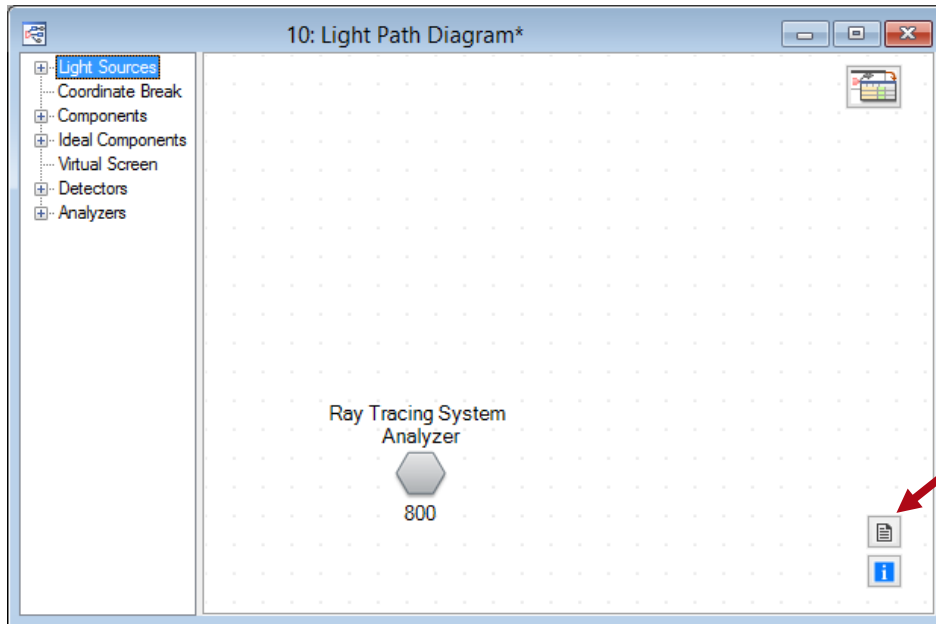 10: Light Path Diagram*
Light Sources
Coordinate Break
Components
Ideal Components
Virtual Screen
Detectors
Analyzers
Ray Tracing System
Analyzer
800
i